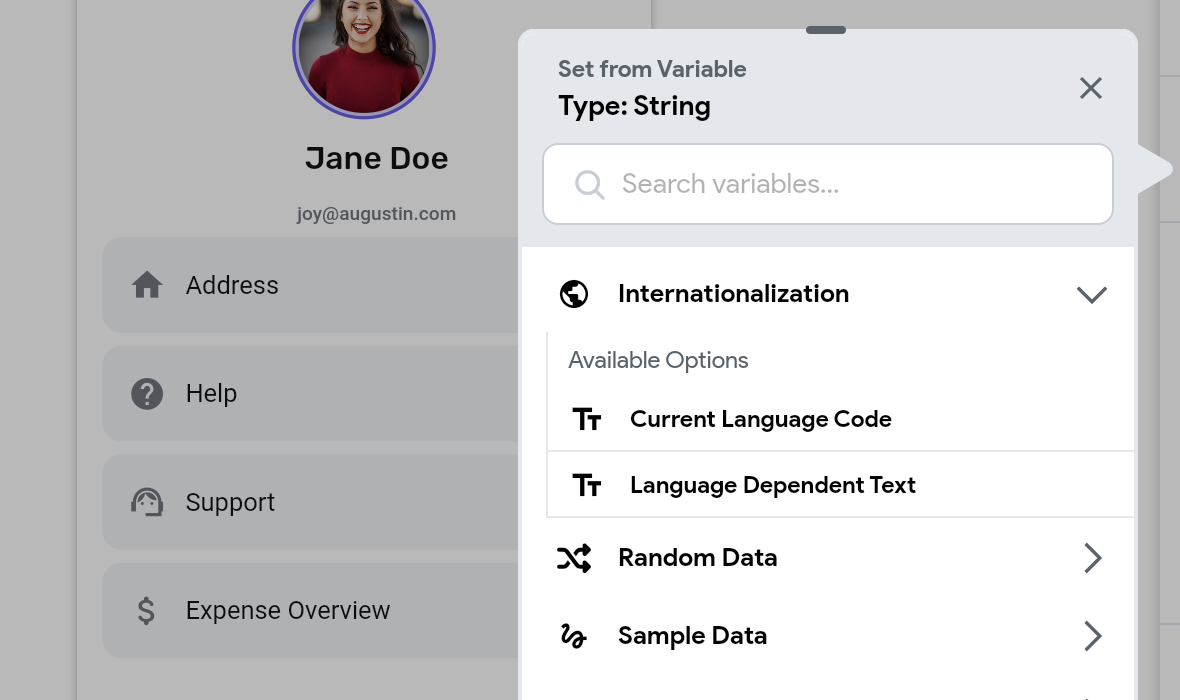 Jane Doe
joy@augustin.com
Address
Help
Support
Expense Overview
Set from Variable
Type: String
Search variables...
Internationalization
Available Options
Current Language Code
Language Dependent Text
Random Data
Sample Data